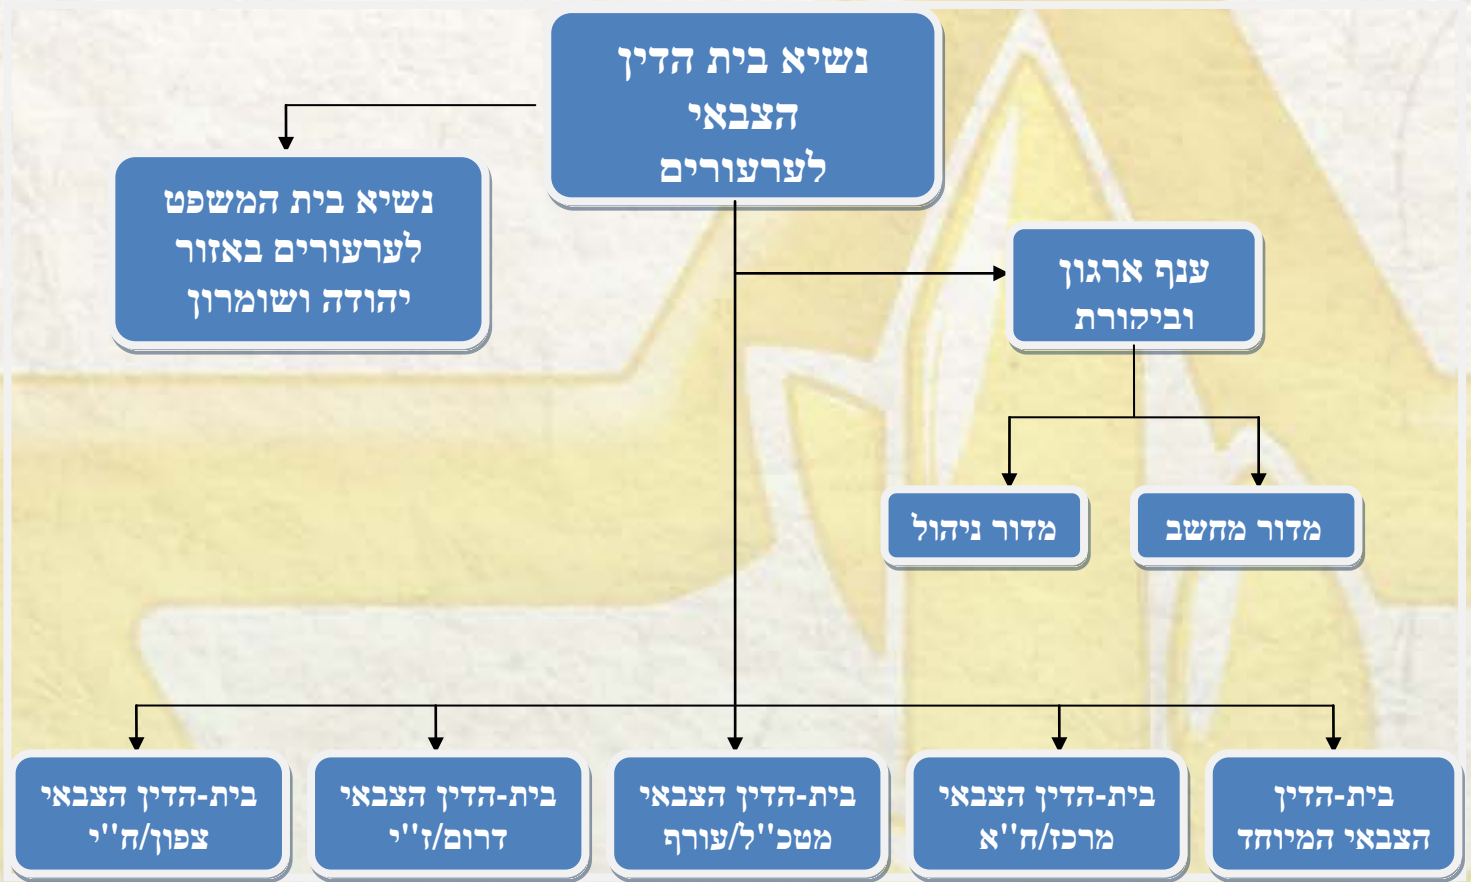 נשיא בית הדין
הצבאי
לערעורים
נשיא בית המשפט
לערעורים באזור
יהודה ושומרון
ענף ארגון
וביקורת
מדור מחשב
מדור ניהול
בית-הדין
הצבאי המיוחד
בית-הדין הצבאי
מרכז/ח''א
בית-הדין הצבאי
מטכ''ל/עורף
בית-הדין הצבאי
דרום/ז''י
בית-הדין הצבאי
צפון/ח''י